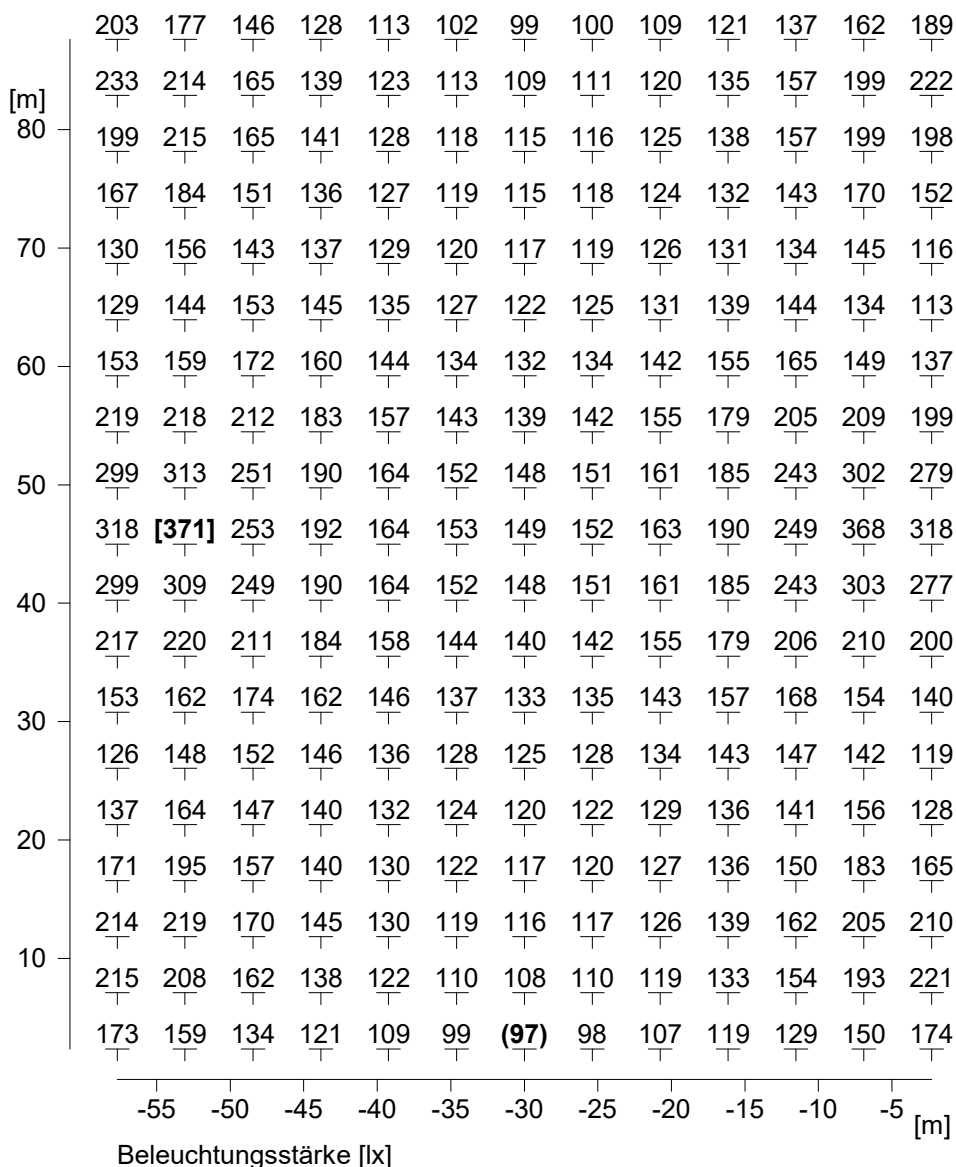 203 177 146 128 113 102 99 100 109 121 137 162 189
233 214 165 139 123 113 109 111 120 135 157 199 222
[m]
80 199 215 165 141 128 118 115 116 125 138 157 199 198
167 184 151 136 127 119 115 118 124 132 143 170 152
70 130 156 143 137 129 120 117 119 126 131 134 145 116
129 144 153 145 135 127 122 125 131 139 144 134 113
60 153 159 172 160 144 134 132 134 142 155 165 149 137
219 218 212 183 157 143 139 142 155 179 205 209 199
50 299 313 251 190 164 152 148 151 161 185 243 302 279
318 [371] 253 192 164 153 149 152 163 190 249 368 318
40 299 309 249 190 164 152 148 151 161 185 243 303 277
217 220 211 184 158 144 140 142 155 179 206 210 200
30 153 162 174 162 146 137 133 135 143 157 168 154 140
126 148 152 146 136 128 125 128 134 143 147 142 119
20 137 164 147 140 132 124 120 122 129 136 141 156 128
171 195 157 140 130 122 117 120 127 136 150 183 165
10 214 219 170 145 130 119 116 117 126 139 162 205 210
215 208 162 138 122 110 108 110 119 133 154 193 221
173 159 134 121 109 99 (97) 98 107 119 129 150 174
-55 -50 -45 -40 -35 -30 -25 -20 -15 -10 -5
[m]
Beleuchtungsstärke [lx]